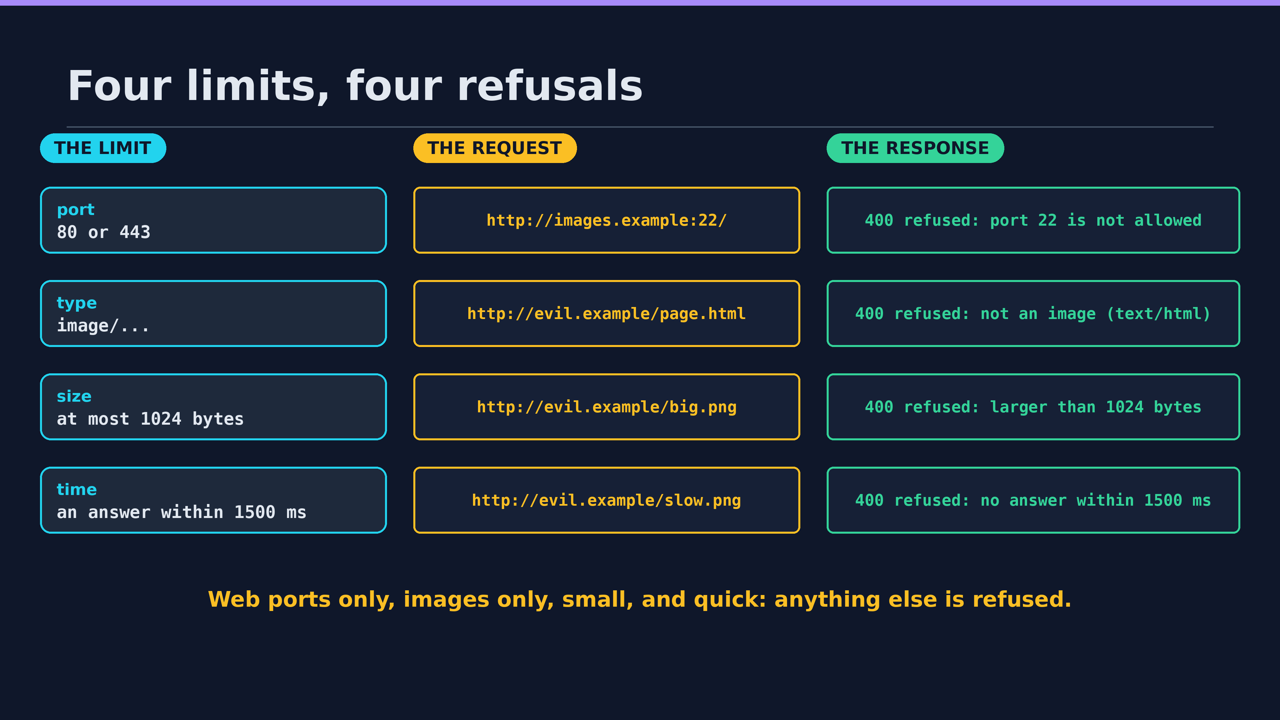 Four limits, four refusals
THE LIMIT
THE REQUEST
THE RESPONSE
port
80 or 443
http://images.example:22/
400 refused: port 22 is not allowed
type
image/...
http://evil.example/page.html
400 refused: not an image (text/html)
size
at most 1024 bytes
http://evil.example/big.png
400 refused: larger than 1024 bytes
time
an answer within 1500 ms
http://evil.example/slow.png
400 refused: no answer within 1500 ms
Web ports only, images only, small, and quick: anything else is refused.